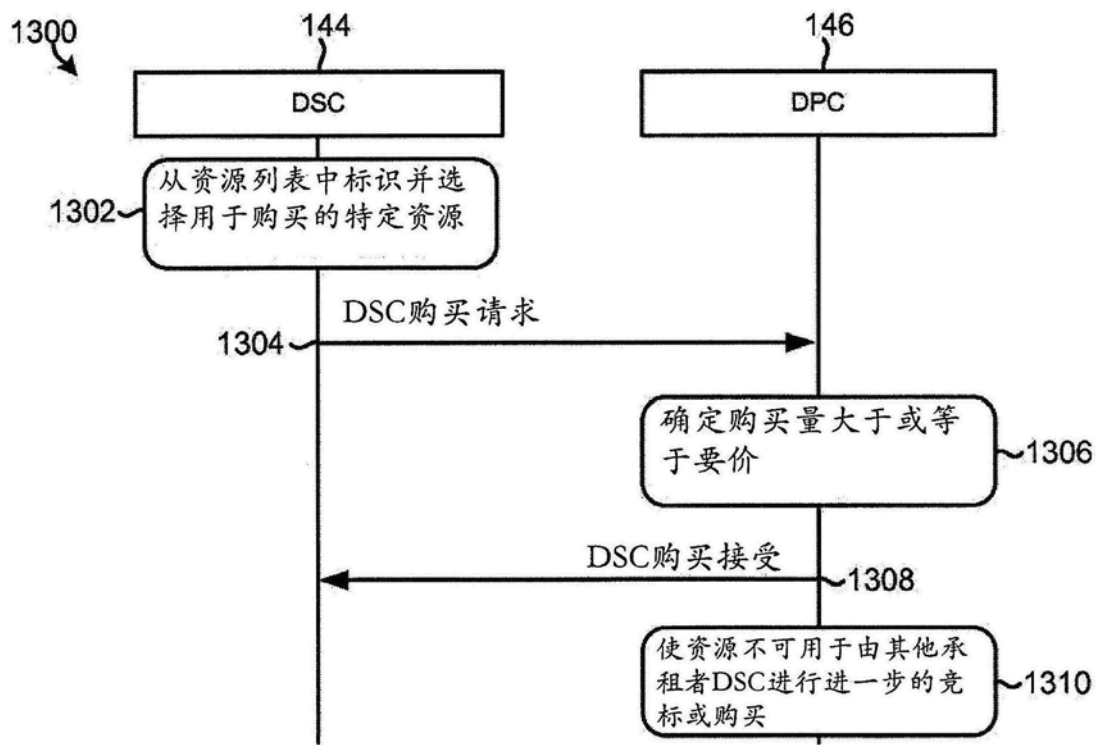 1300
144
146
DSC
DPC
从资源列表中标识并选
择用于购买的特定资源
1302
DSC购买请求
1304
确定购买量大于或等
于要价
1306
DSC购买接受
1308
使资源不可用于由其他承
租者DSC进行进一步的竞
标或购买
1310